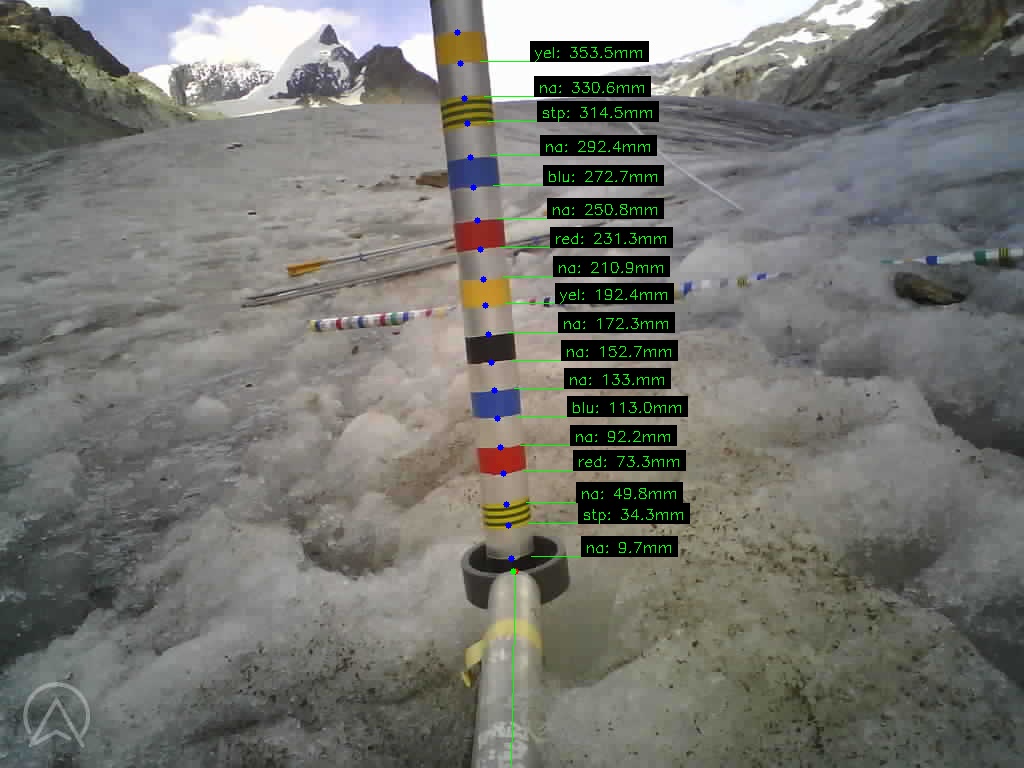 yel: 353.5mm
na: 330.6mm
stp: 314.5mm
na: 292.4mm
blu: 272.7mm
na: 250.8mm
red: 231.3mm
na: 210.9mm
yel: 192.4mm
na: 172.3mm
na: 152.7mm
na: 133.mm
blu: 113.0mm
na: 92.2mm
red: 73.3mm
na: 49.8mm
stp: 34.3mm
na: 9.7mm